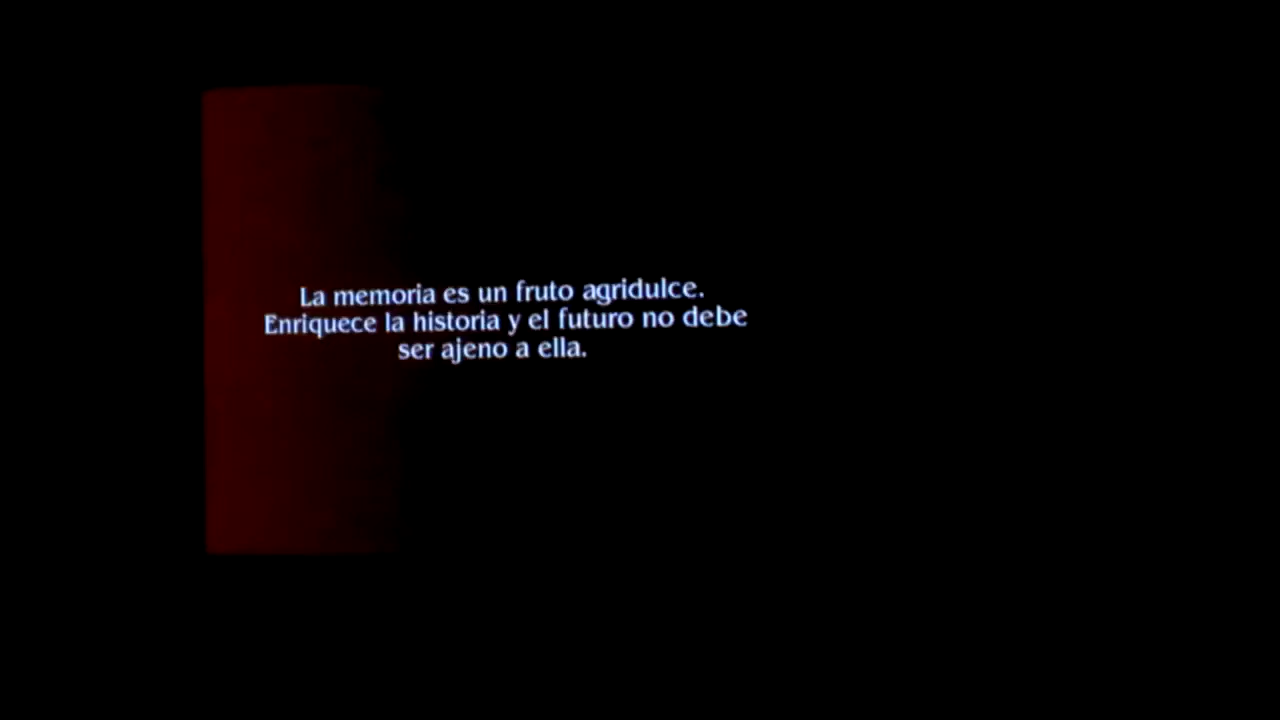 La memoria es un fruto agridulce.
Enriquece la historia y el futuro no debe
ser ajeno a ella.